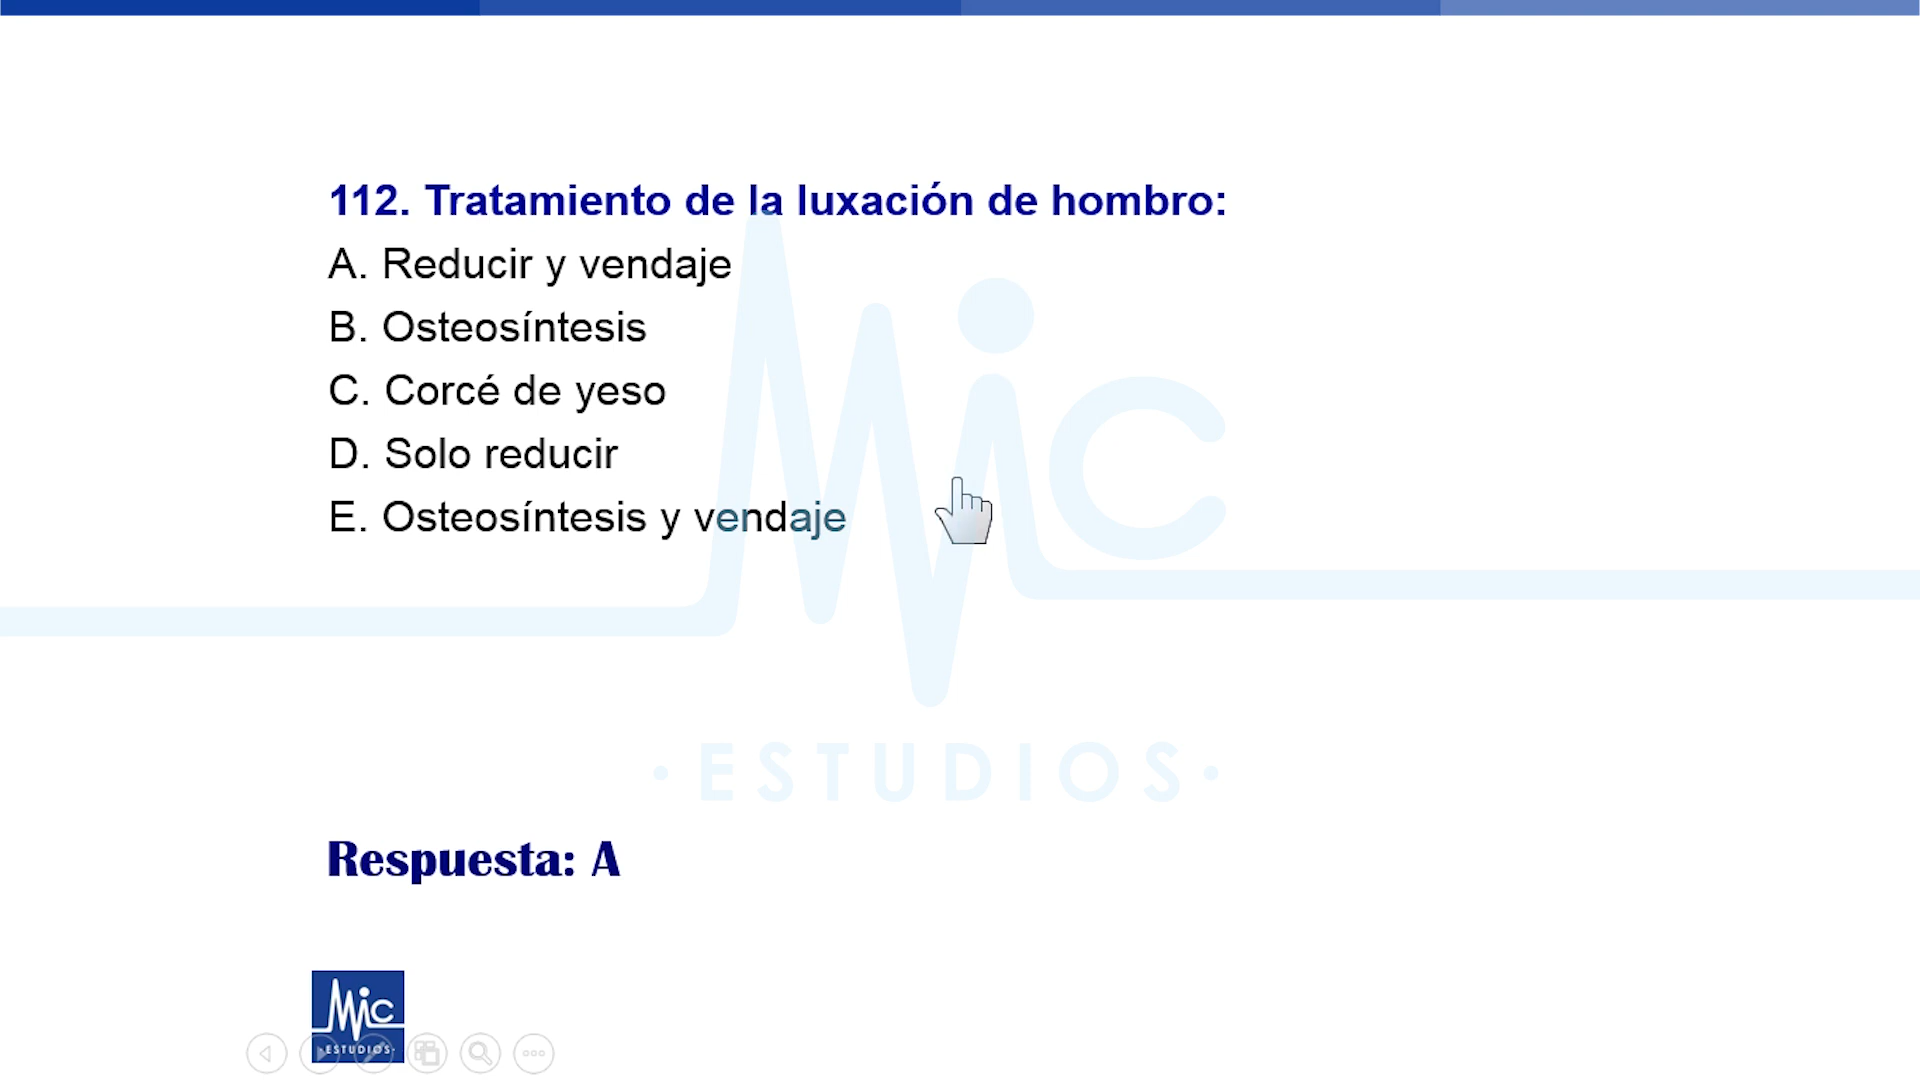 112. Tratamiento de la luxación de hombro:
A. Reducir y vendaje
B. Osteosíntesis
C. Corcé de yeso
D. Solo reducir
E. Osteosíntesis y vendaje
Mic
·ESTUDIOS·
Respuesta: A
Mic
·ESTUDIOS·